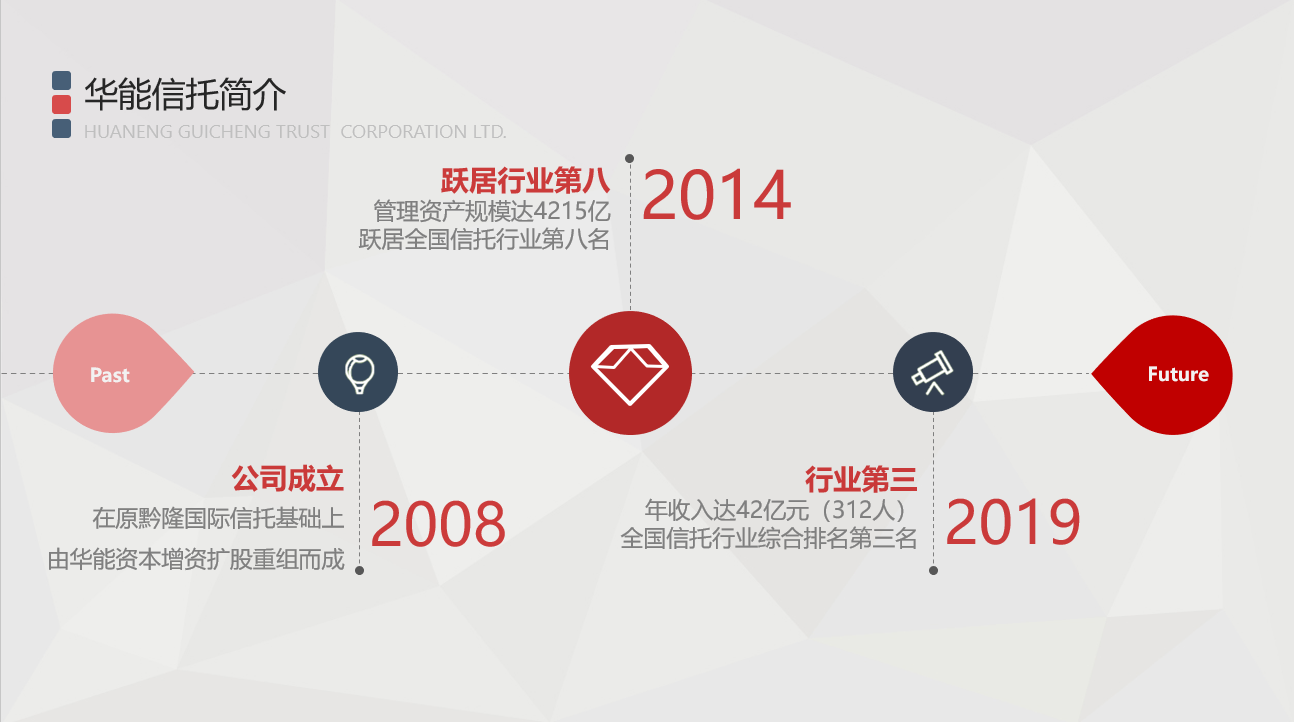 华能信托简介
HUANENG GUICHENG TRUST  CORPORATION LTD.
跃居行业第八
管理资产规模达4215亿
跃居全国信托行业第八名
2014
Past
Future
公司成立
在原黔隆国际信托基础上
由华能资本增资扩股重组而成
2008
行业第三
年收入达42亿元（312人）
全国信托行业综合排名第三名
2019